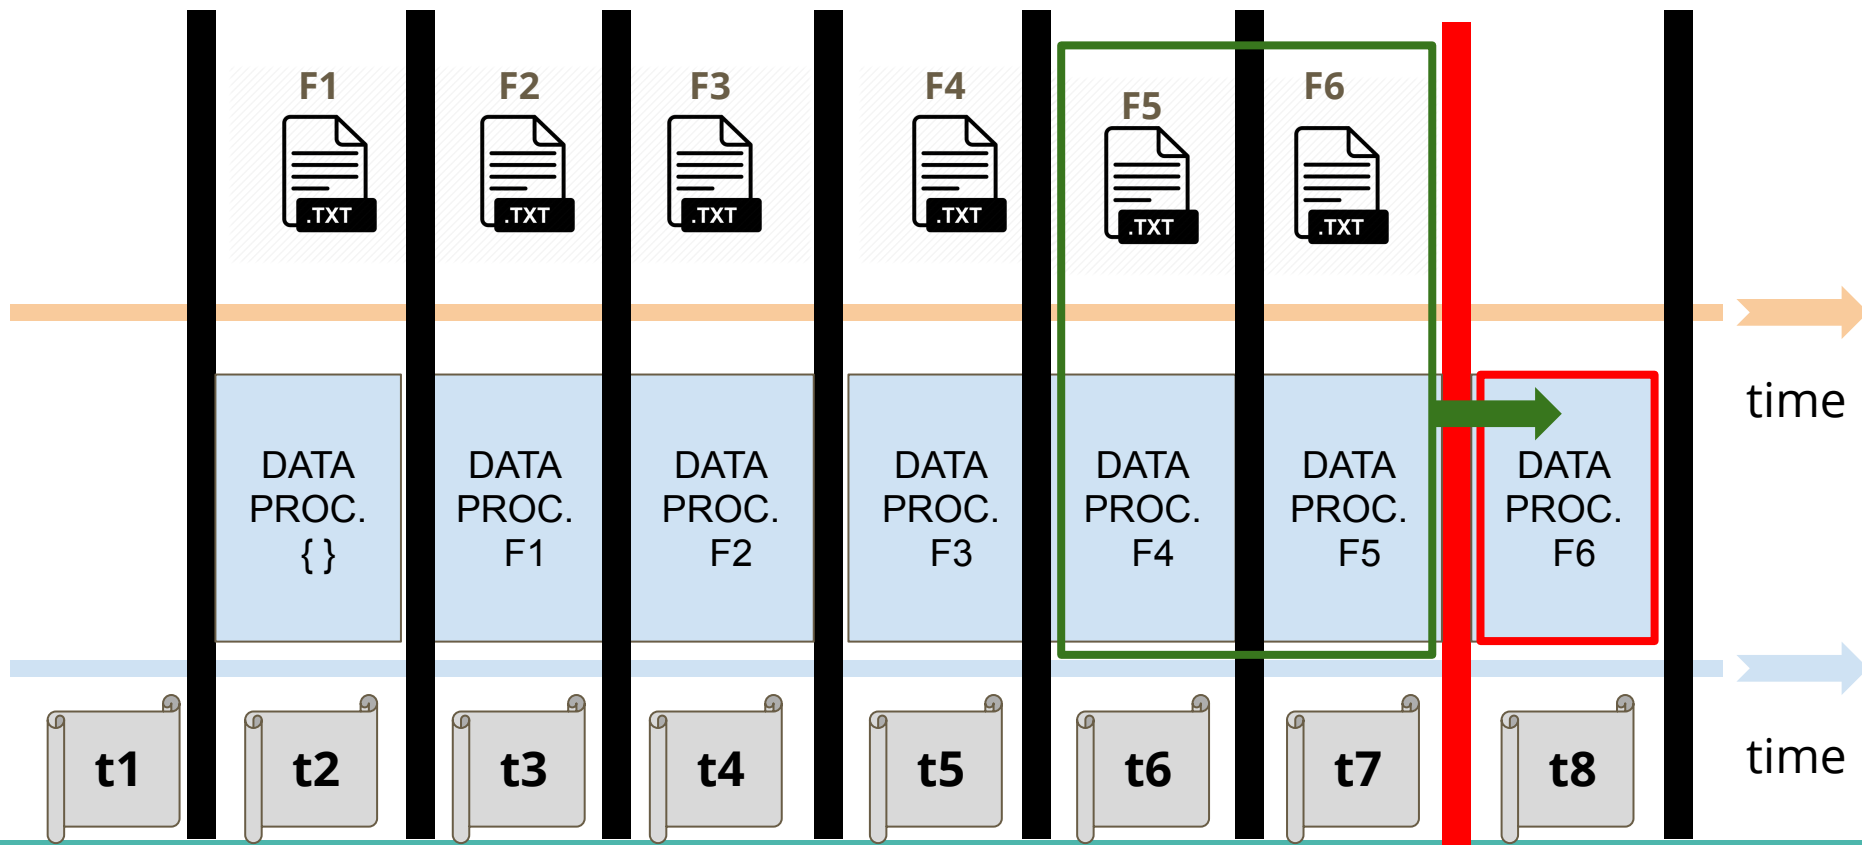 F1
F2
F3
F4
F5
F6
.TXT
.TXT
.TXT
.TXT
.TXT
.TXT
time
DATA
PROC.
{ }
DATA
PROC.
F1
DATA
PROC.
F2
DATA
PROC.
F3
DATA
PROC.
F4
DATA
PROC.
F5
DATA
PROC.
F6
time
t1
t2
t3
t4
t5
t6
t7
t8